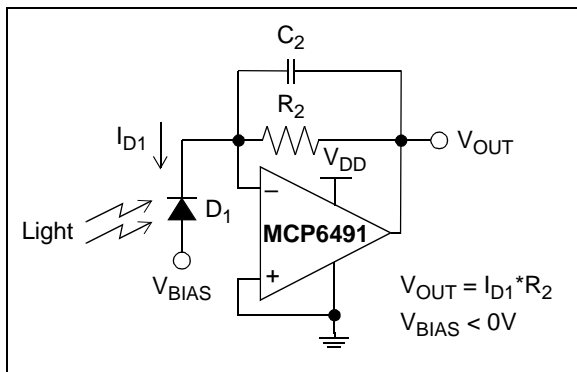 C2
R2
ID1
VDD
VOUT
−
D1
MCP6491
Light
+
VBIAS
VOUT = ID1*R2
VBIAS < 0V